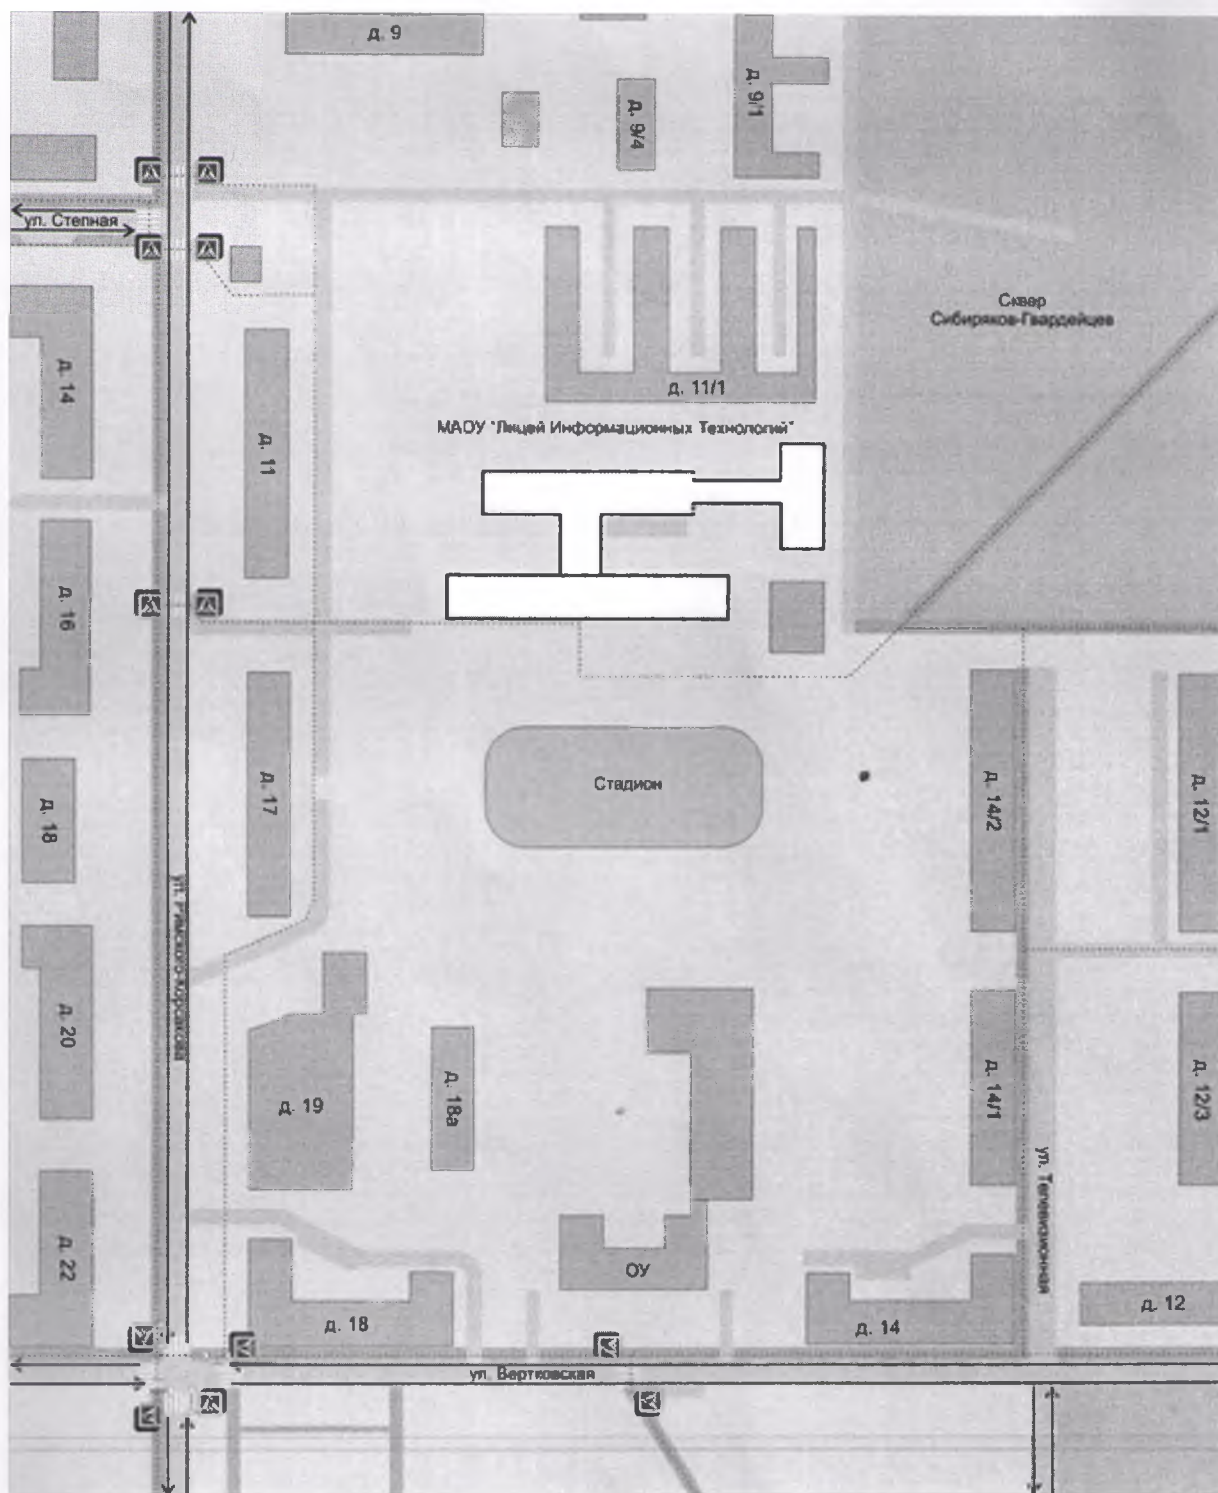 д. 9
д. 9/4
д. 9/1
ул. Степная
Сквер
Сибиряков-Гвардейцев
д. 14
д. 11/1
МАОУ "Лицей Информационных Технологий"
д. 11
д. 16
д. 17
Стадион
д. 14/2
д. 12/1
д. 18
ул. Римского-Корсакова
д. 20
д. 19
д. 18а
д. 14/1
д. 12/3
ул. Телевизионная
д. 22
ОУ
д. 18
д. 14
д. 12
ул. Вертковская